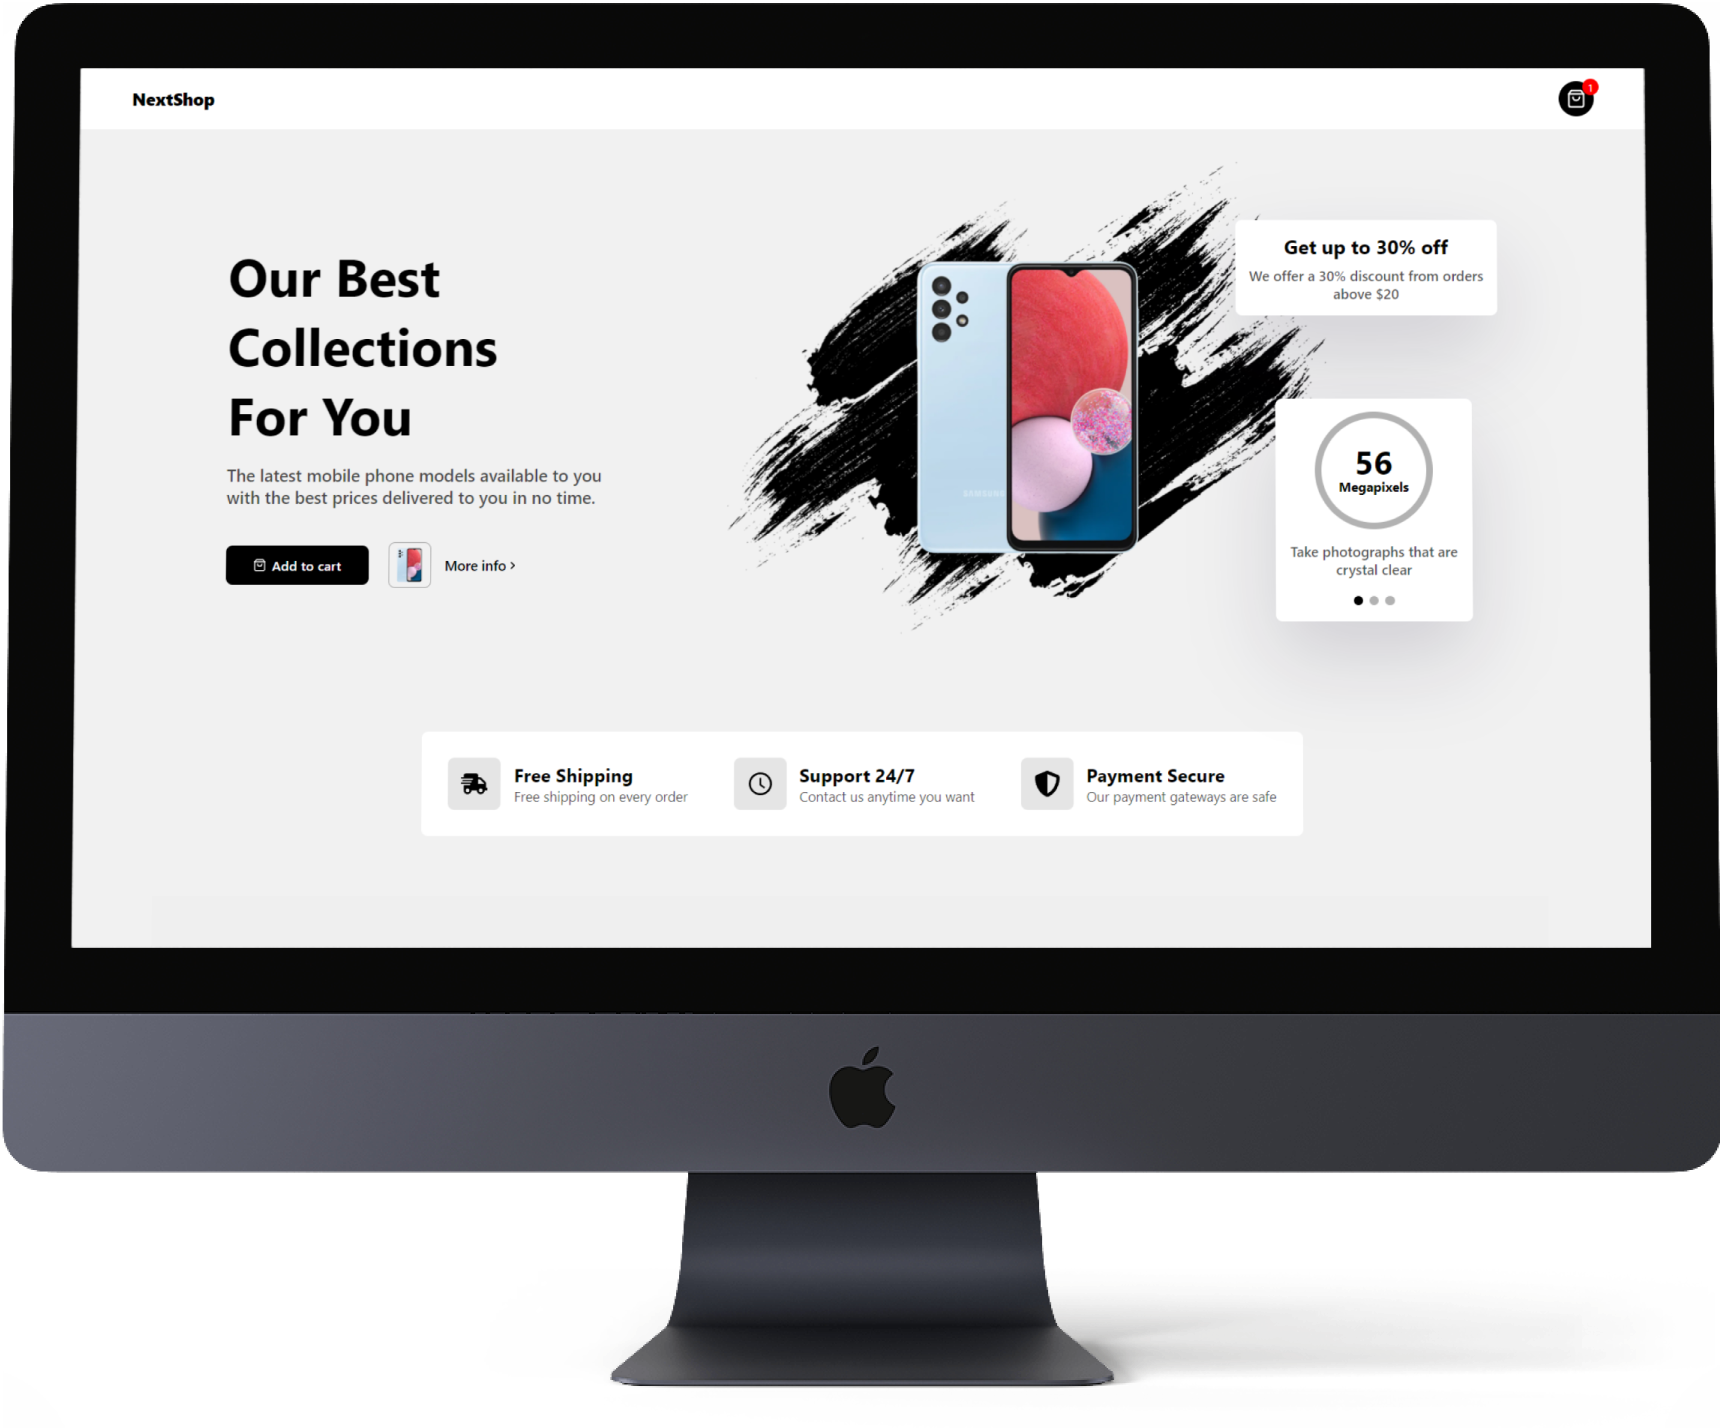 NextShop
1
Our Best
Collections
For You
The latest mobile phone models available to you
with the best prices delivered to you in no time.
Add to cart
More info ›
SAMSUNG
Get up to 30% off
We offer a 30% discount from orders
above $20
56
Megapixels
Take photographs that are
crystal clear
Free Shipping
Free shipping on every order
Support 24/7
Contact us anytime you want
Payment Secure
Our payment gateways are safe